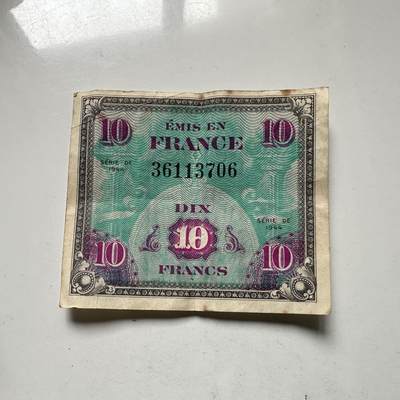 10 ÉMIS EN 10
FRANCE
SÉRIE DE
1944
36113706
DIX
SÉRIE DE
1944
10 10 10
FRANCS